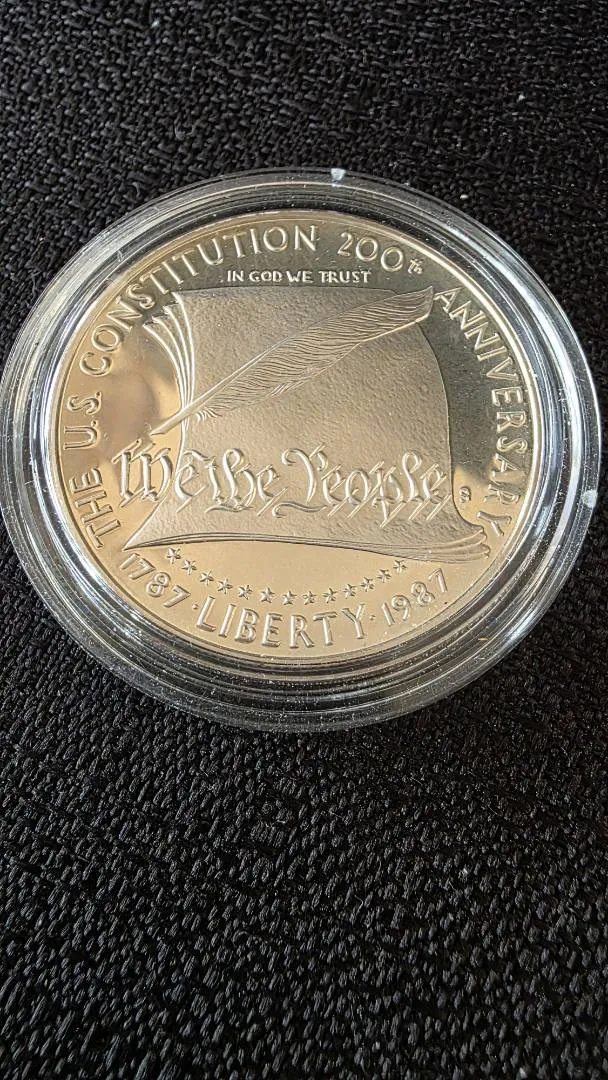 THE U.S. CONSTITUTION 200th ANNIVERSARY
IN GOD WE TRUST
We the People
S
1787 · LIBERTY · 1987